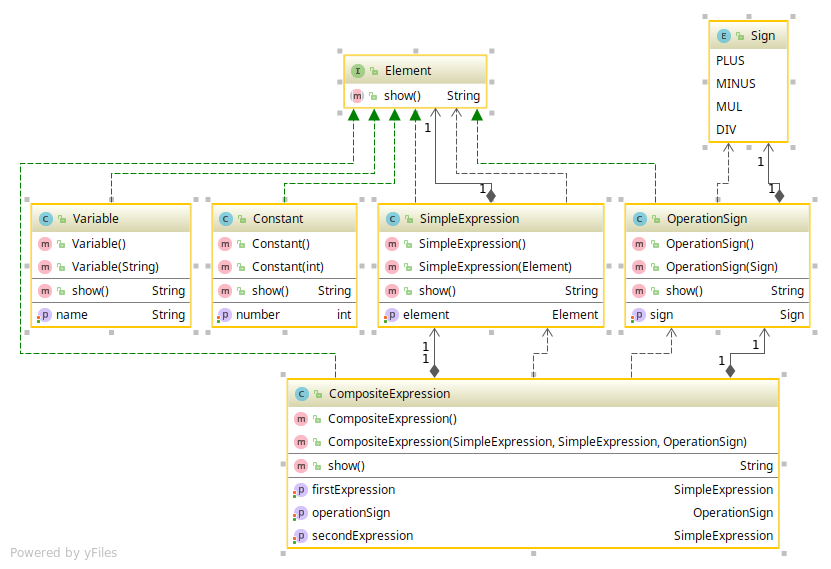 E Sign
PLUS
MINUS
MUL
DIV
I Element
m show() String
1
1
1
1
C Variable
m Variable()
m Variable(String)
m show() String
p name String
C Constant
m Constant()
m Constant(int)
m show() String
p number int
C SimpleExpression
m SimpleExpression()
m SimpleExpression(Element)
m show() String
p element Element
C OperationSign
m OperationSign()
m OperationSign(Sign)
m show() String
p sign Sign
1
1
1
1
C CompositeExpression
m CompositeExpression()
m CompositeExpression(SimpleExpression, SimpleExpression, OperationSign)
m show() String
p firstExpression SimpleExpression
p operationSign OperationSign
p secondExpression SimpleExpression
Powered by yFiles